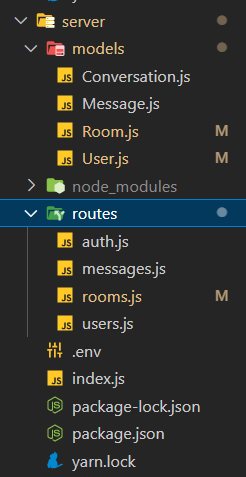 server
models
JS Conversation.js
JS Message.js
JS Room.js M
JS User.js M
node_modules
routes
JS auth.js
JS messages.js
JS rooms.js M
JS users.js
.env
JS index.js
JS package-lock.json
JS package.json
yarn.lock